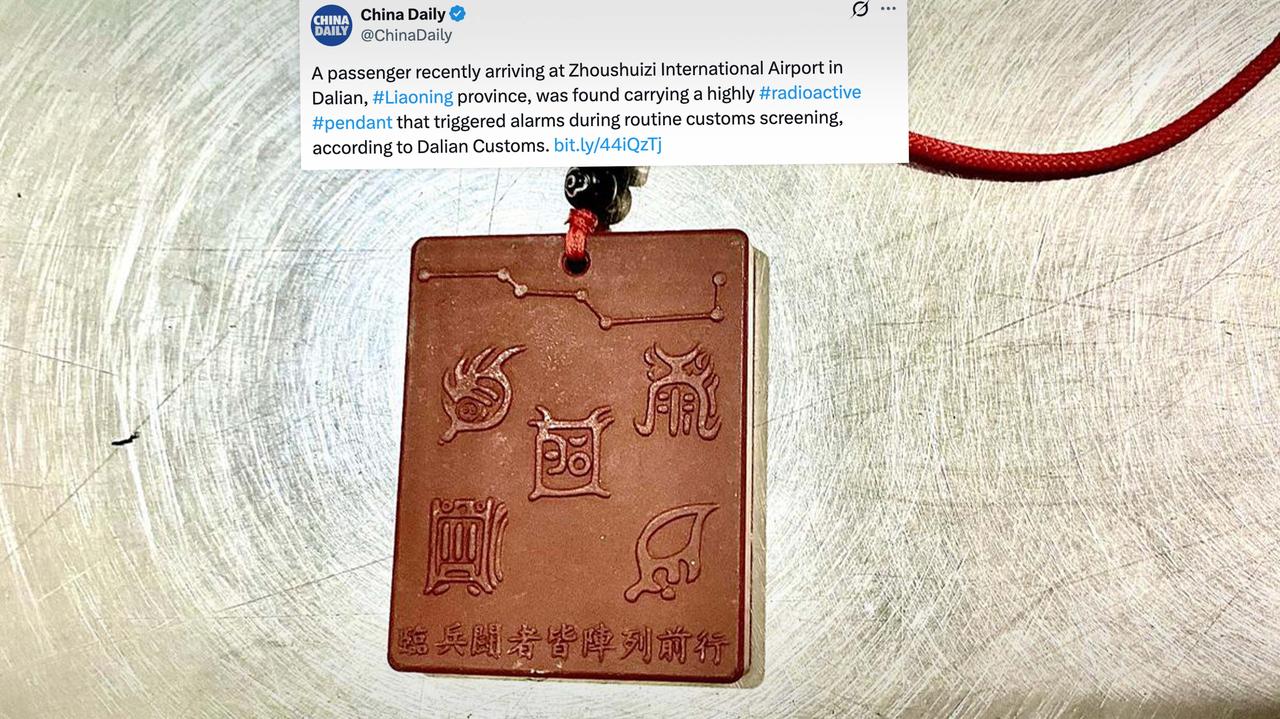 CHINA
DAILY
China Daily
@ChinaDaily
A passenger recently arriving at Zhoushuizi International Airport in
Dalian, #Liaoning province, was found carrying a highly #radioactive
#pendant that triggered alarms during routine customs screening,
according to Dalian Customs. bit.ly/44iQzTj
臨兵闘者皆陣列前行